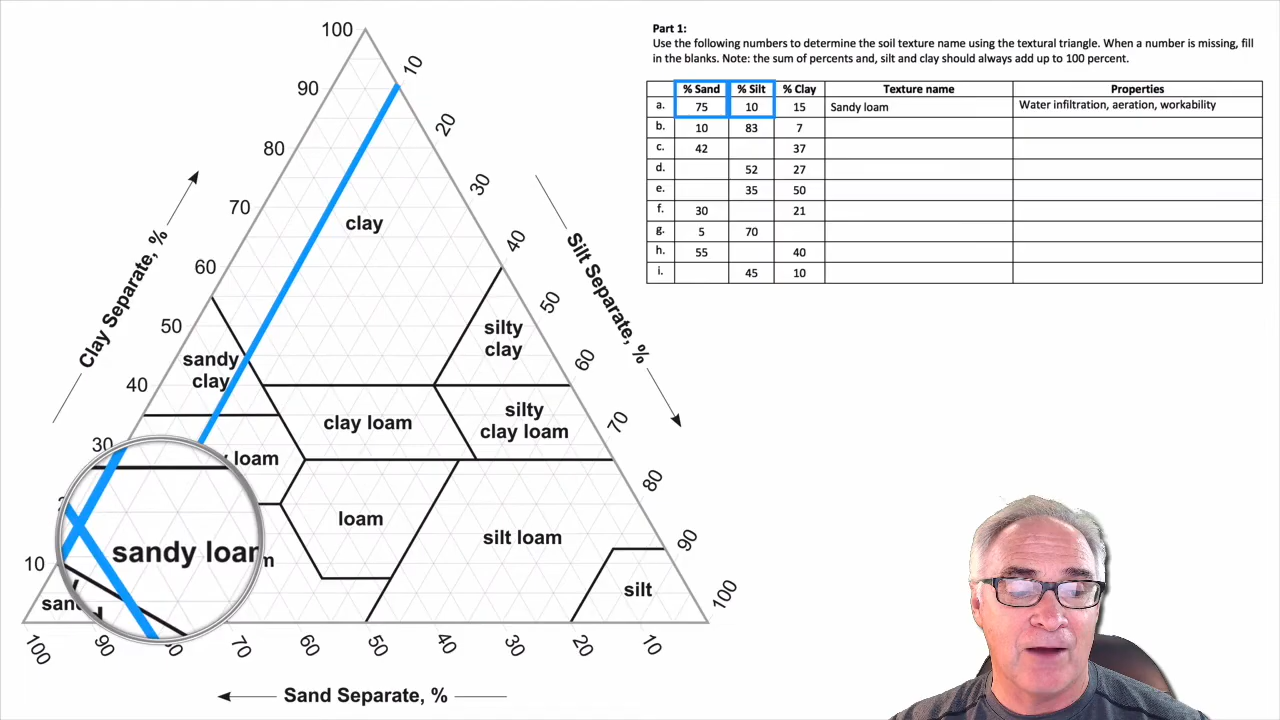 Part 1:
Use the following numbers to determine the soil texture name using the textural triangle. When a number is missing, fill
in the blanks. Note: the sum of percents and, silt and clay should always add up to 100 percent.
% Sand % Silt % Clay Texture name Properties
a. 75 10 15 Sandy loam Water infiltration, aeration, workability
b. 10 83 7
c. 42 37
d. 52 27
e. 35 50
f. 30 21
g. 5 70
h. 55 40
i. 45 10
100
90
80
70
60
50
40
30
10
Clay Separate, %
10
20
30
40
50
60
70
80
90
100
Silt Separate, %
100
90
80
70
60
50
40
30
20
10
Sand Separate, %
clay
silty
clay
sandy
clay
clay loam
silty
clay loam
loam
loam
silt loam
silt
sandy loam